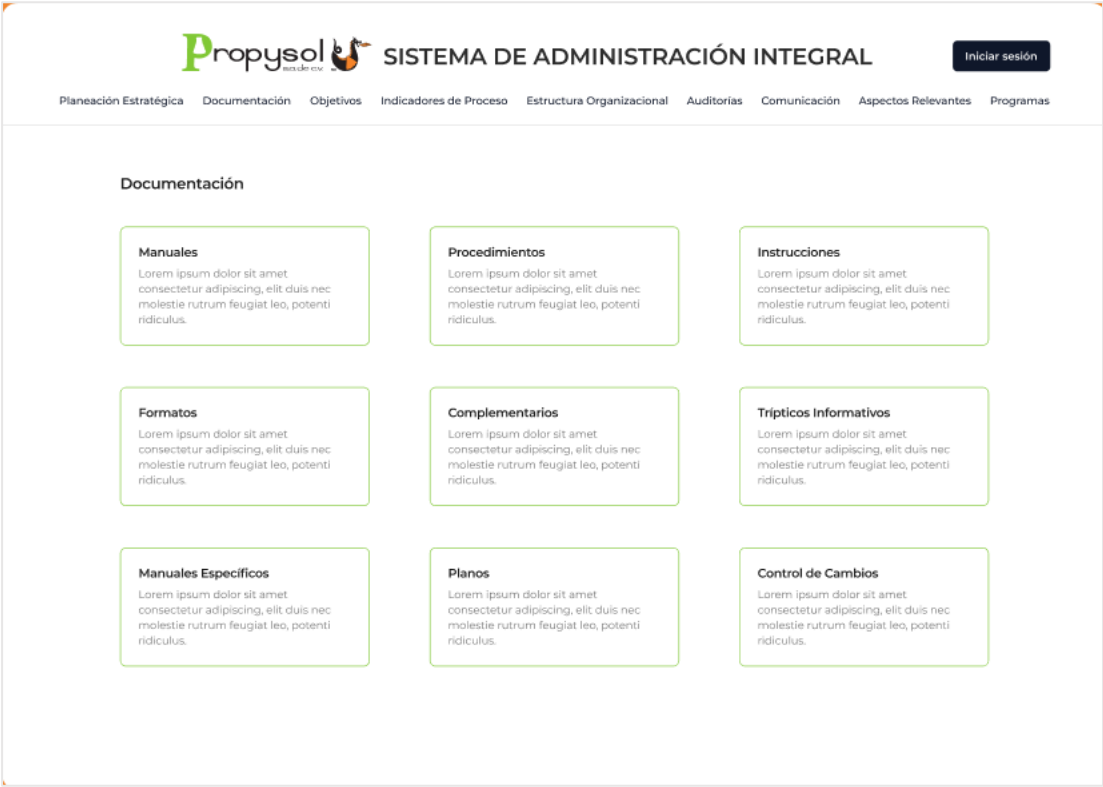 Propysol
s.a. de c.v.
SISTEMA DE ADMINISTRACIÓN INTEGRAL
Iniciar sesión
Planeación Estratégica Documentación Objetivos Indicadores de Proceso Estructura Organizacional Auditorías Comunicación Aspectos Relevantes Programas
Documentación
Manuales
Lorem ipsum dolor sit amet
consectetur adipiscing, elit duis nec
molestie rutrum feugiat leo, potenti
ridiculus.
Procedimientos
Lorem ipsum dolor sit amet
consectetur adipiscing, elit duis nec
molestie rutrum feugiat leo, potenti
ridiculus.
Instrucciones
Lorem ipsum dolor sit amet
consectetur adipiscing, elit duis nec
molestie rutrum feugiat leo, potenti
ridiculus.
Formatos
Lorem ipsum dolor sit amet
consectetur adipiscing, elit duis nec
molestie rutrum feugiat leo, potenti
ridiculus.
Complementarios
Lorem ipsum dolor sit amet
consectetur adipiscing, elit duis nec
molestie rutrum feugiat leo, potenti
ridiculus.
Trípticos Informativos
Lorem ipsum dolor sit amet
consectetur adipiscing, elit duis nec
molestie rutrum feugiat leo, potenti
ridiculus.
Manuales Específicos
Lorem ipsum dolor sit amet
consectetur adipiscing, elit duis nec
molestie rutrum feugiat leo, potenti
ridiculus.
Planos
Lorem ipsum dolor sit amet
consectetur adipiscing, elit duis nec
molestie rutrum feugiat leo, potenti
ridiculus.
Control de Cambios
Lorem ipsum dolor sit amet
consectetur adipiscing, elit duis nec
molestie rutrum feugiat leo, potenti
ridiculus.